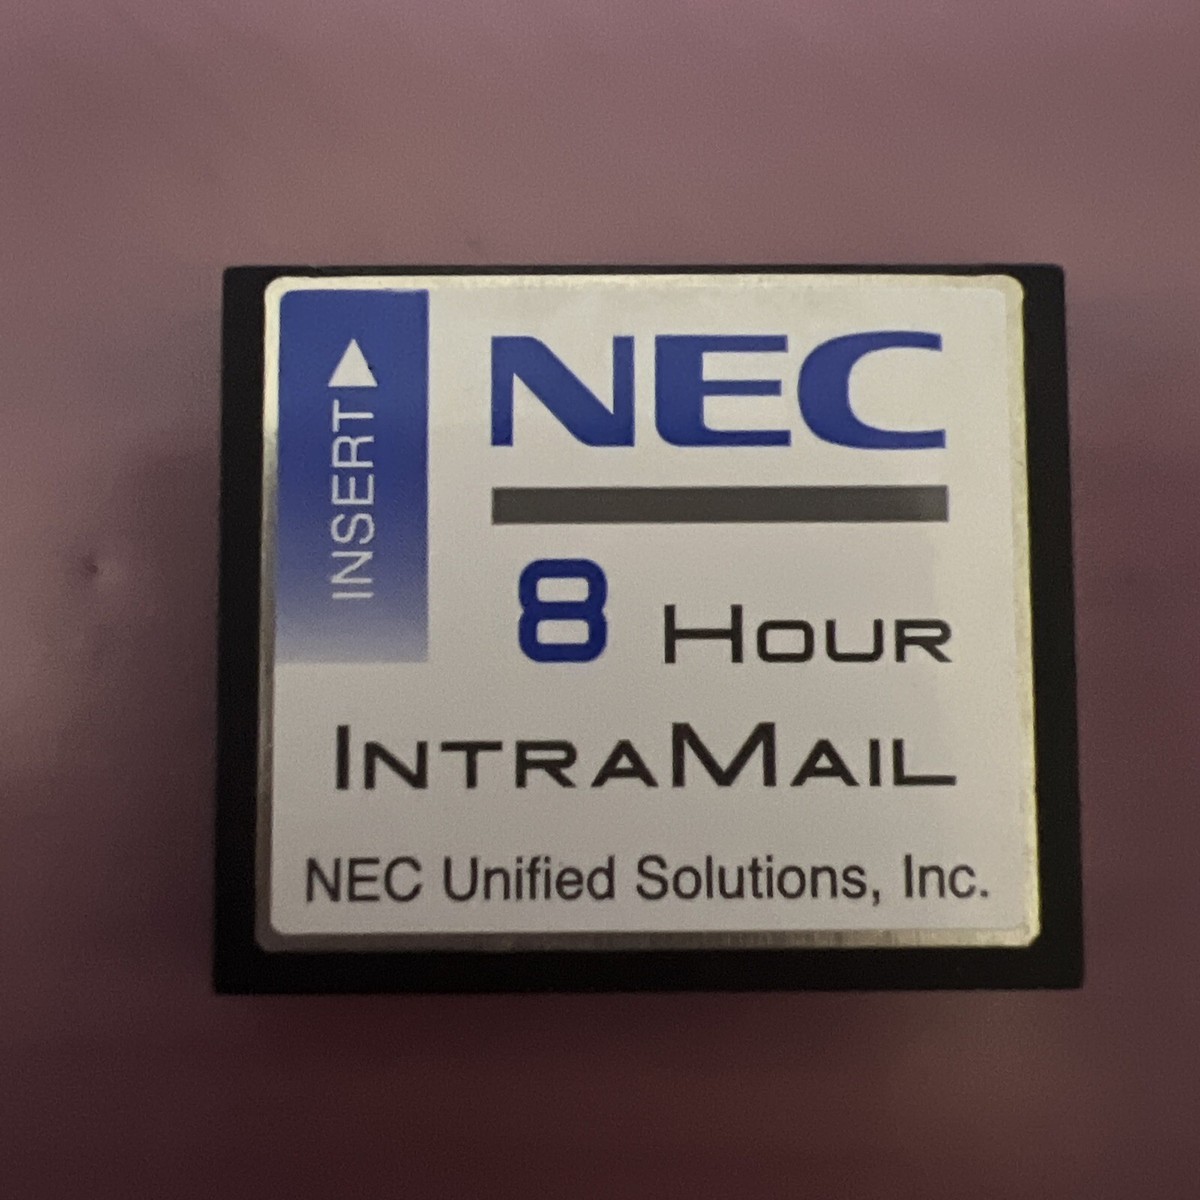 INSERT
NEC
8 HOUR
INTRAMAIL
NEC Unified Solutions, Inc.